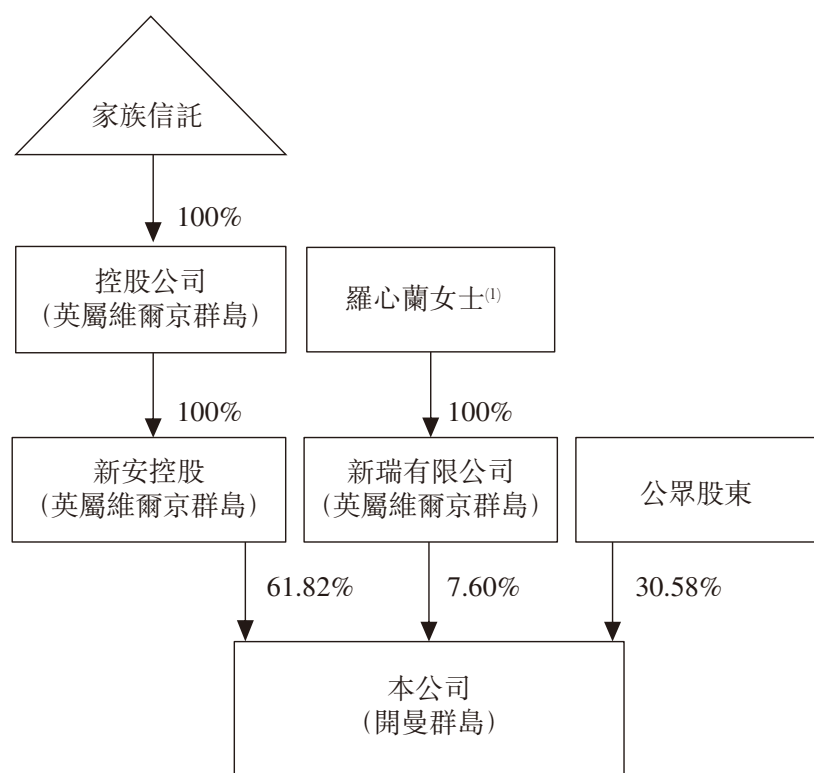 家族信託
100%
控股公司
(英屬維爾京群島)
羅心蘭女士(1)
100%
100%
新安控股
(英屬維爾京群島)
新瑞有限公司
(英屬維爾京群島)
公眾股東
61.82%
7.60%
30.58%
本公司
(開曼群島)